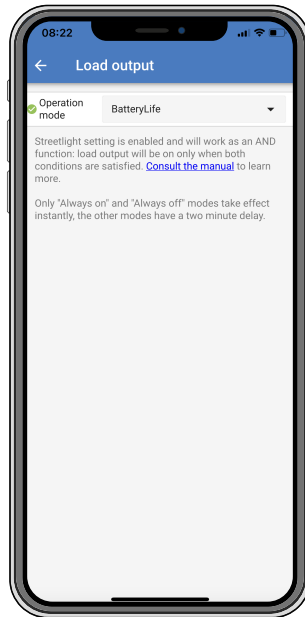 08:22
Load output
Operation
mode
BatteryLife
Streetlight setting is enabled and will work as an AND
function: load output will be on only when both
conditions are satisfied. Consult the manual to learn
more.
Only "Always on" and "Always off" modes take effect
instantly, the other modes have a two minute delay.